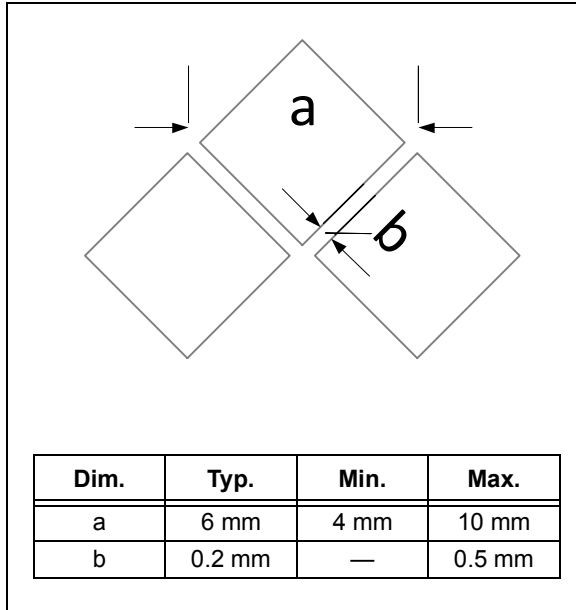 a
b
Dim. Typ. Min. Max.
a 6 mm 4 mm 10 mm
b 0.2 mm — 0.5 mm